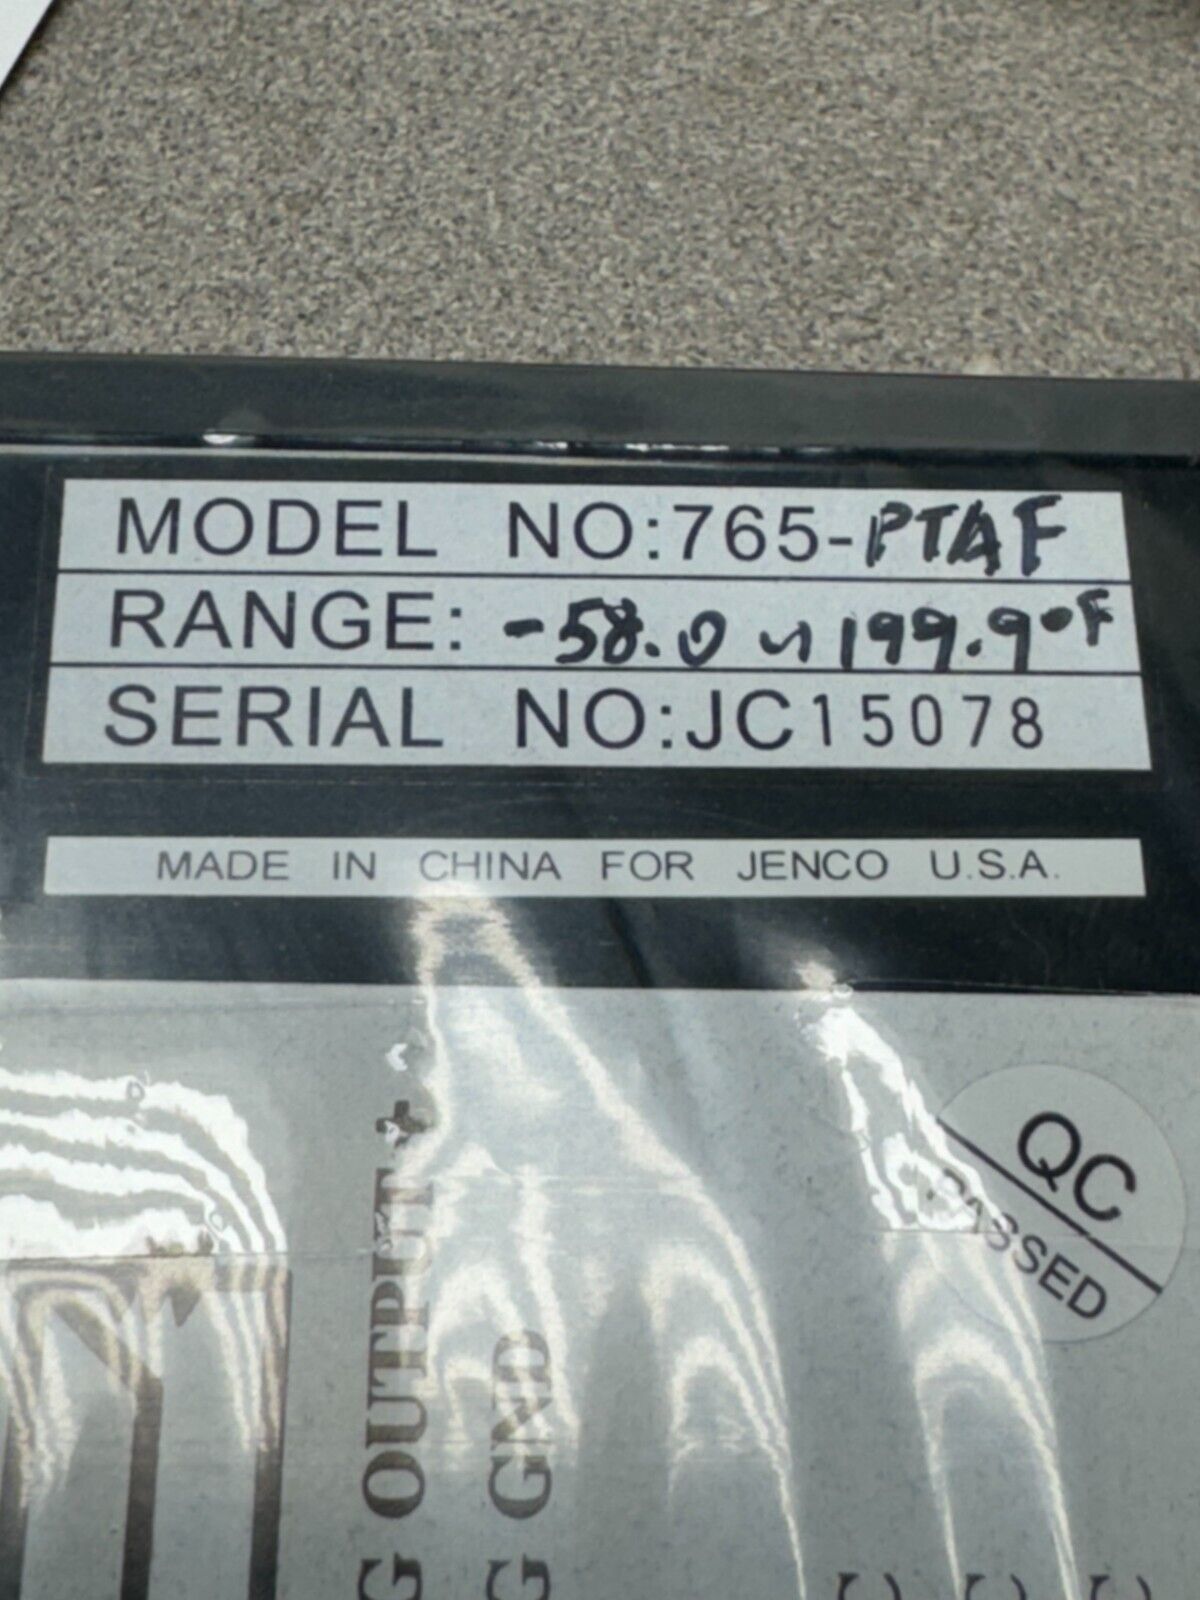 MODEL NO:765-PTAF
RANGE: -58.0 ~ 199.9°F
SERIAL NO:JC15078
MADE IN CHINA FOR JENCO U.S.A.
QC
PASSED
G OUTPUT +
G GND